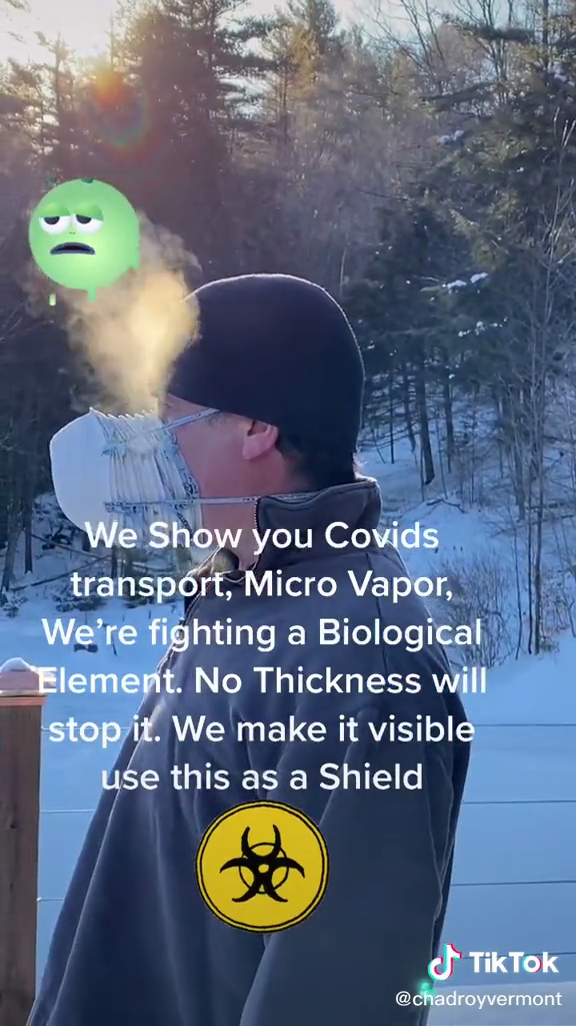 We Show you Covids
transport, Micro Vapor,
We're fighting a Biological
Element. No Thickness will
stop it. We make it visible
use this as a Shield
TikTok
@chadroyvermont